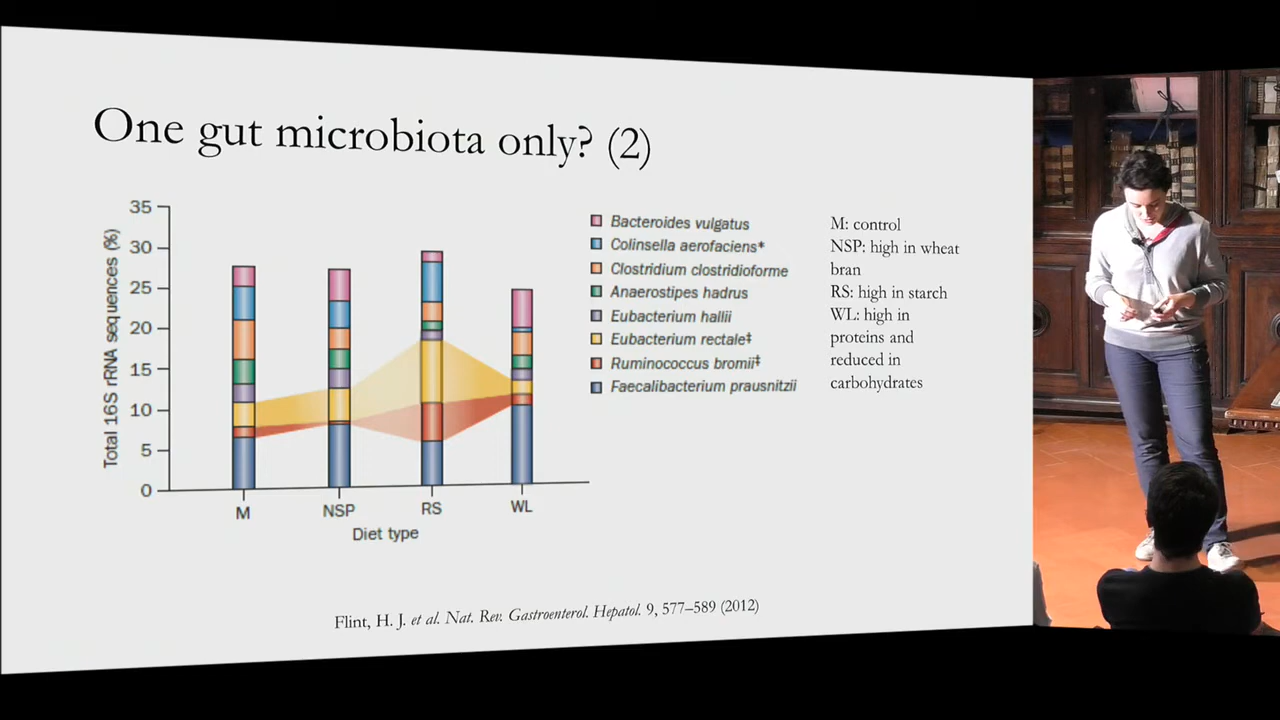 One gut microbiota only? (2)
35
30
25
20
15
10
5
0
Total 16S rRNA sequences (%)
M
NSP
RS
WL
Diet type
Bacteroides vulgatus
Colinsella aerofaciens*
Clostridium clostridioforme
Anaerostipes hadrus
Eubacterium hallii
Eubacterium rectale‡
Ruminococcus bromii‡
Faecalibacterium prausnitzii
M: control
NSP: high in wheat
bran
RS: high in starch
WL: high in
proteins and
reduced in
carbohydrates
Flint, H. J. et al. Nat. Rev. Gastroenterol. Hepatol. 9, 577–589 (2012)